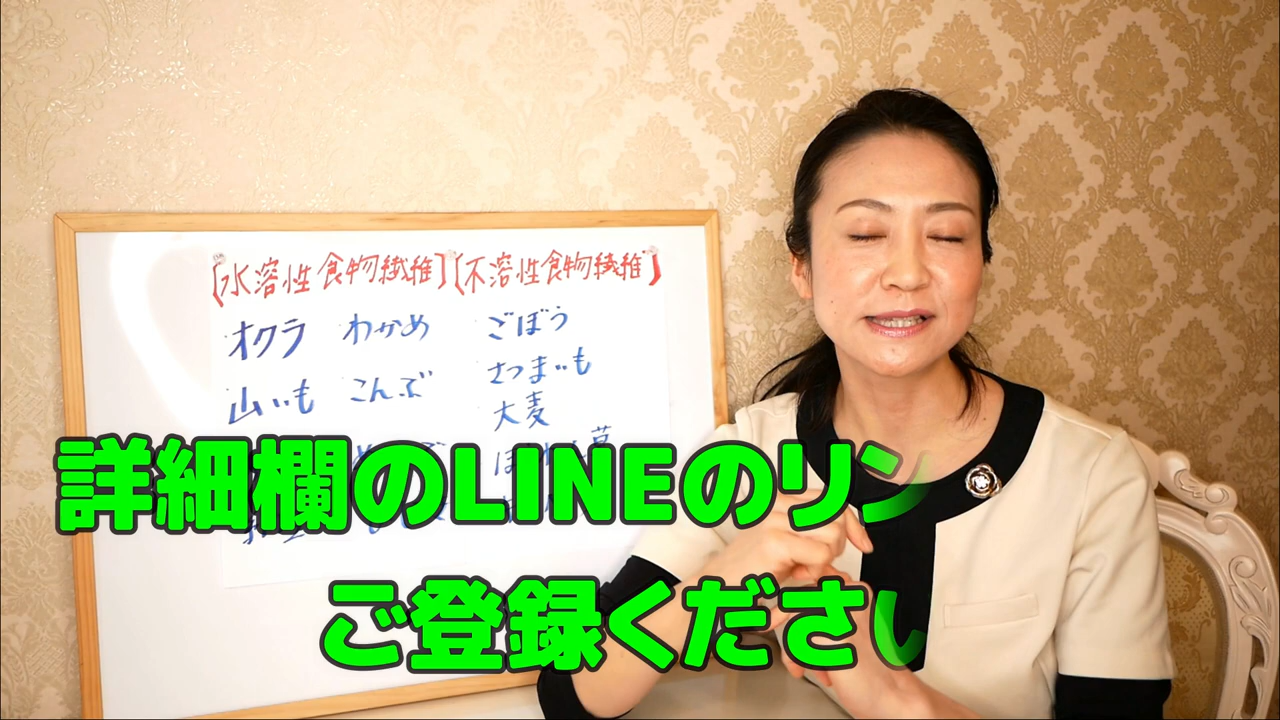 【水溶性食物繊維】【不溶性食物繊維】
オクラ わかめ ごぼう
さつまいも
山いも こんぶ
大麦
詳細欄のLINEのリン
ご登録ください